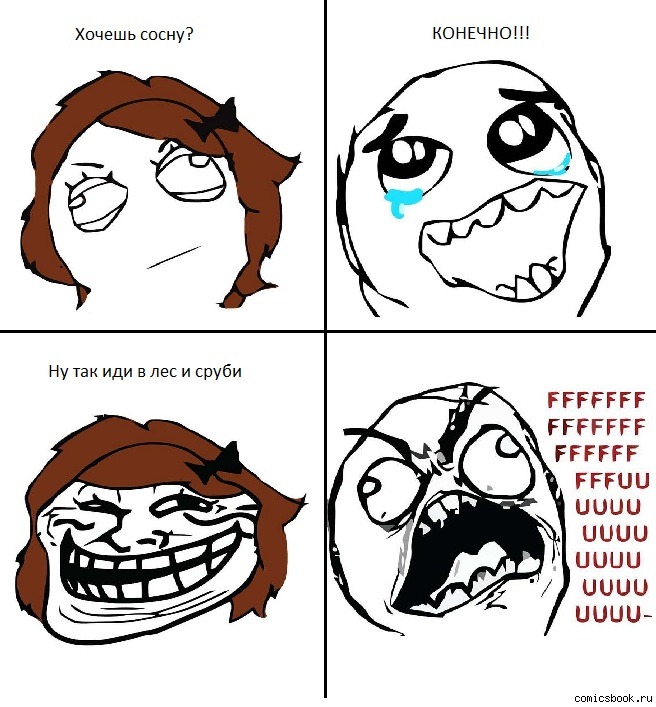 Хочешь сосну?
КОНЕЧНО!!!
Ну так иди в лес и сруби
FFFFFFF
FFFFFFF
FFFFFF
FFFUU
UUUU
UUUU
UUUU
UUUU
UUUU-
comicsbook.ru